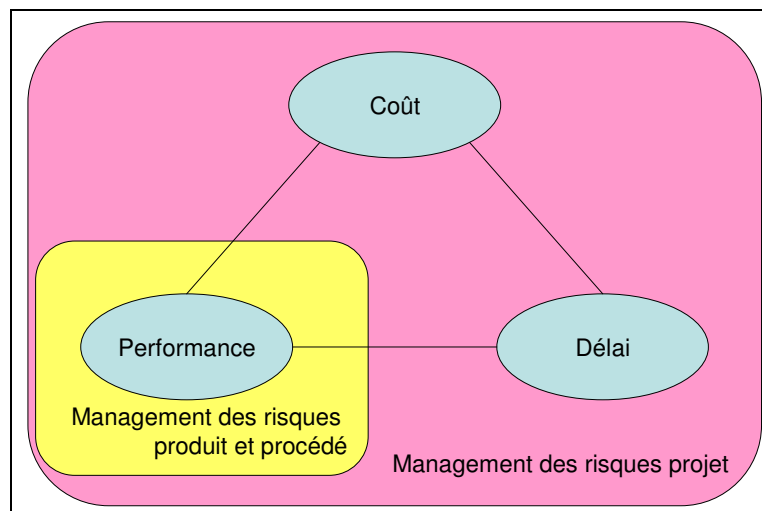 Coût
Performance
Délai
Management des risques
produit et procédé
Management des risques projet